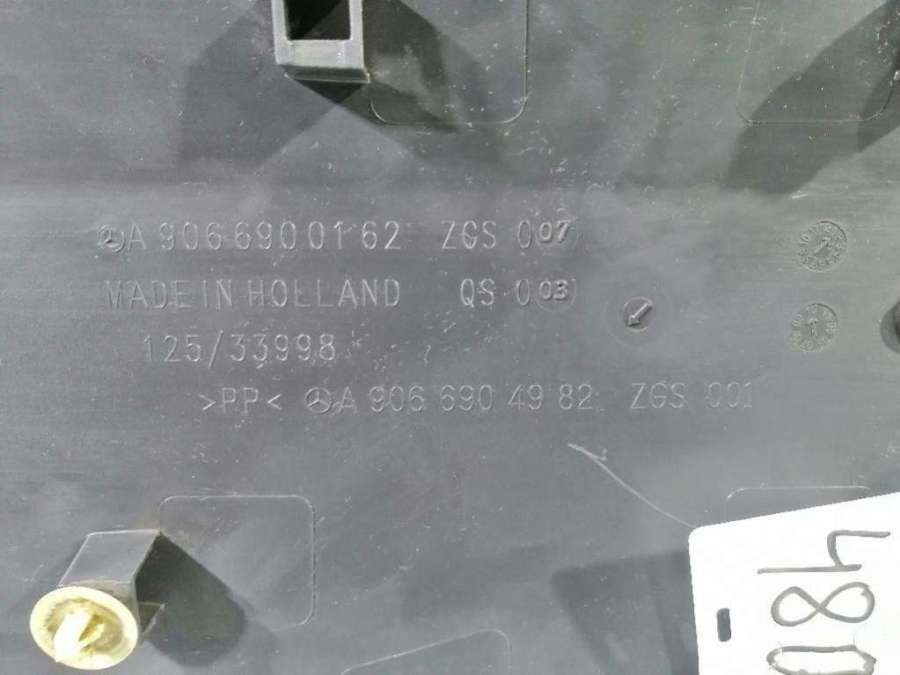 A 906 690 01 62 ZGS 007
MADE IN HOLLAND QS 003
125/33998
>PP< A 906 690 49 82 ZGS 001
480